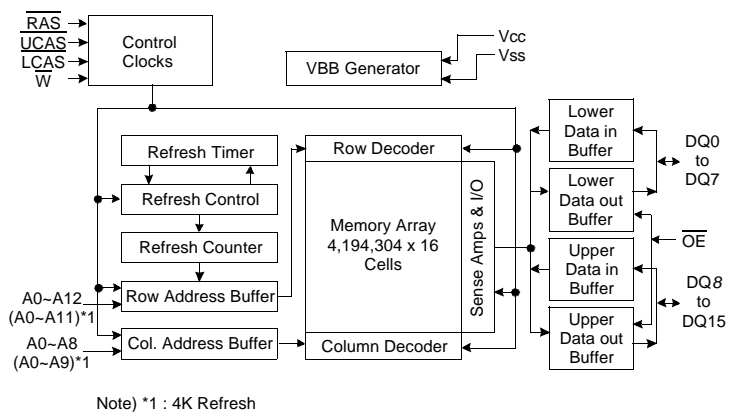 RAS
UCAS
LCAS
W
Control
Clocks
VBB Generator
Vcc
Vss
Refresh Timer
Refresh Control
Refresh Counter
Row Address Buffer
Col. Address Buffer
A0~A12
(A0~A11)*1
A0~A8
(A0~A9)*1
Row Decoder
Memory Array
4,194,304 x 16
Cells
Column Decoder
Sense Amps & I/O
Lower
Data in
Buffer
Lower
Data out
Buffer
Upper
Data in
Buffer
Upper
Data out
Buffer
DQ0
to
DQ7
OE
DQ8
to
DQ15
Note) *1 : 4K Refresh